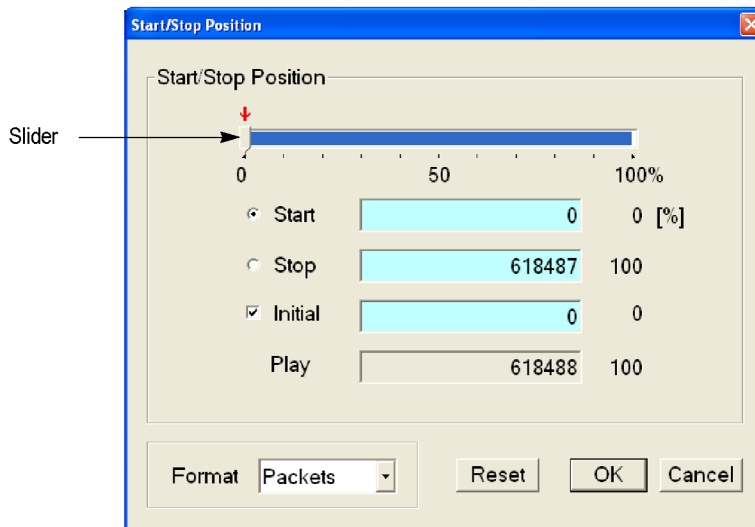 Start/Stop Position
Start/Stop Position
Slider
0 50 100%
Start 0 0 [%]
Stop 618487 100
Initial 0 0
Play 618488 100
Format Packets Reset OK Cancel